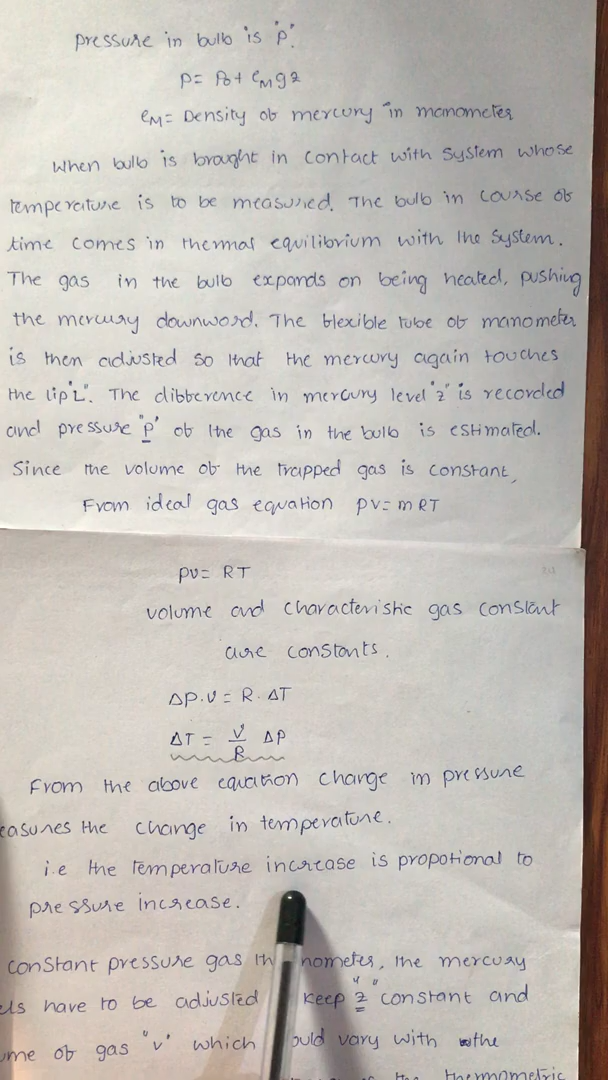 pressure in bulb is "p".
p = P₀ + ρM g z
ρM = Density of mercury in manometer
When bulb is brought in contact with system whose
temperature is to be measured. The bulb in course of
time comes in thermal equilibrium with the system.
The gas in the bulb expands on being heated, pushing
the mercury downword. The flexible tube of manometer
is then adjusted so that the mercury again touches
the lip "L". The difference in mercury level "z" is recorded
and pressure "p" of the gas in the bulb is estimated.
Since the volume of the trapped gas is constant,
From ideal gas equation pv = mRT
pv = RT
volume and characteristic gas constant
are constants.
Δp.v = R.ΔT
ΔT = v/R Δp
From the above equation change in pressure
easures the change in temperature.
i.e the temperature increase is propotional to
pressure increase.
constant pressure gas th nometer, the mercury
els have to be adjusted keep "z" constant and
ume of gas "v" which ould vary with the
the thermometric